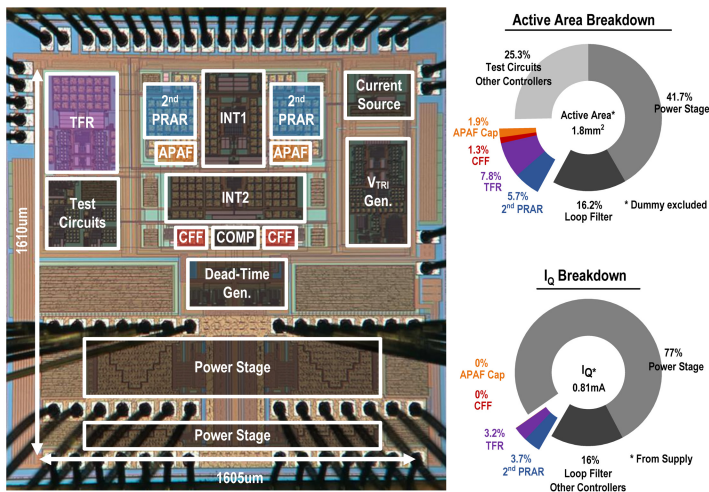 TFR
2nd
PRAR
INT1
2nd
PRAR
Current
Source
APAF
APAF
Test
Circuits
INT2
VTRI
Gen.
CFF
COMP
CFF
Dead-Time
Gen.
Power Stage
Power Stage
1610um
1605um
Active Area Breakdown
25.3%
Test Circuits
Other Controllers
41.7%
Power Stage
Active Area*
1.8mm2
1.9%
APAF Cap
1.3%
CFF
7.8%
TFR
5.7%
2nd PRAR
16.2%
Loop Filter
* Dummy excluded
IQ Breakdown
77%
Power Stage
0%
APAF Cap
IQ*
0.81mA
0%
CFF
3.2%
TFR
3.7%
2nd PRAR
16%
Loop Filter
Other Controllers
* From Supply